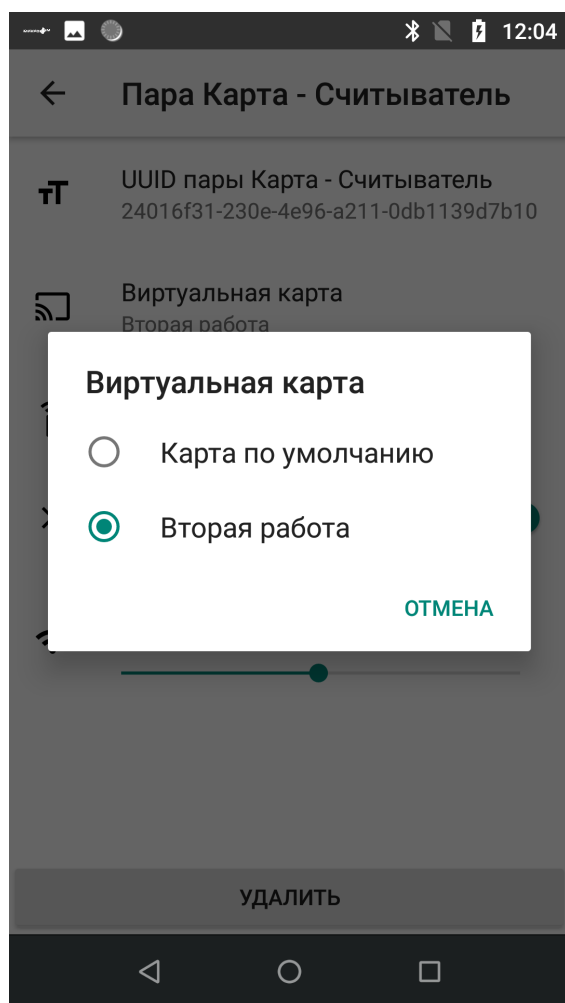 12:04
Пара Карта - Считыватель
UUID пары Карта - Считыватель
24016f31-230e-4e96-a211-0db1139d7b10
Виртуальная карта
Вторая работа
Виртуальная карта
Карта по умолчанию
Вторая работа
ОТМЕНА
УДАЛИТЬ